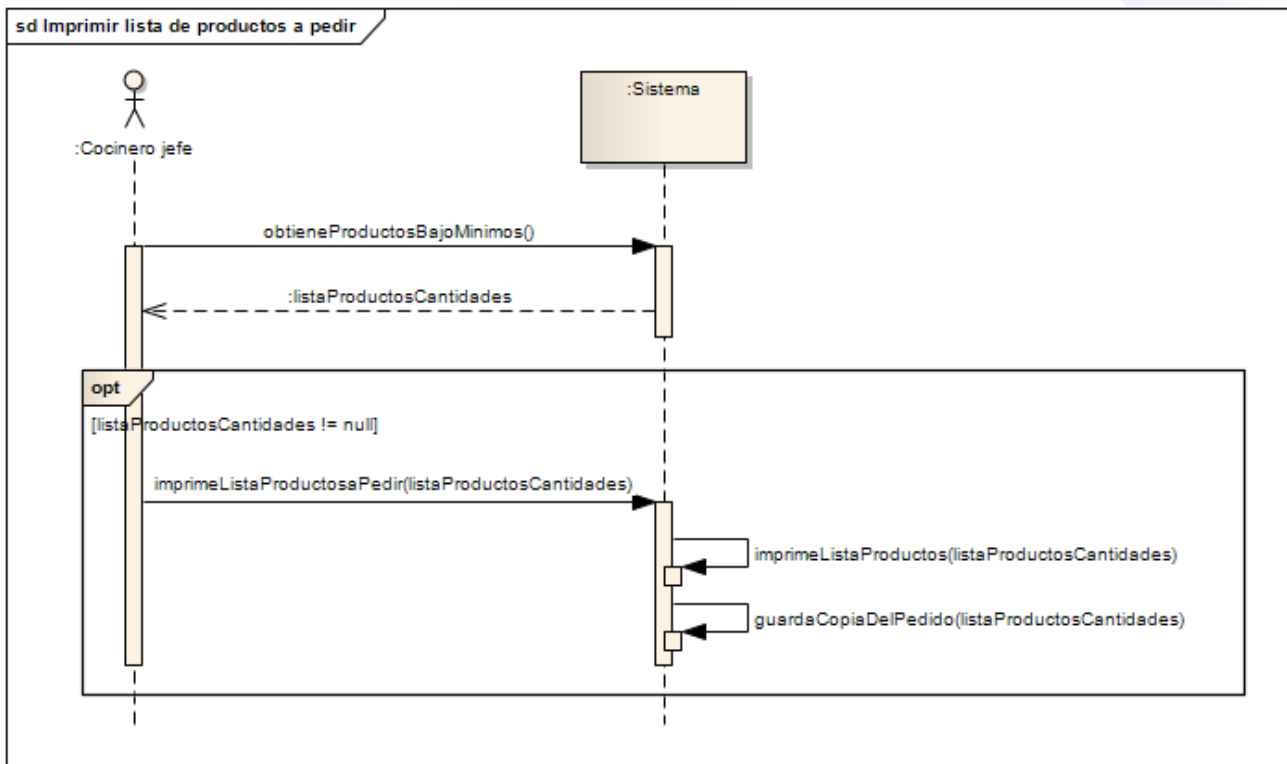 sd Imprimir lista de productos a pedir
:Cocinero jefe
:Sistema
obtieneProductosBajoMinimos()
:listaProductosCantidades
opt
[listaProductosCantidades != null]
imprimeListaProductosaPedir(listaProductosCantidades)
imprimeListaProductos(listaProductosCantidades)
guardaCopiaDelPedido(listaProductosCantidades)